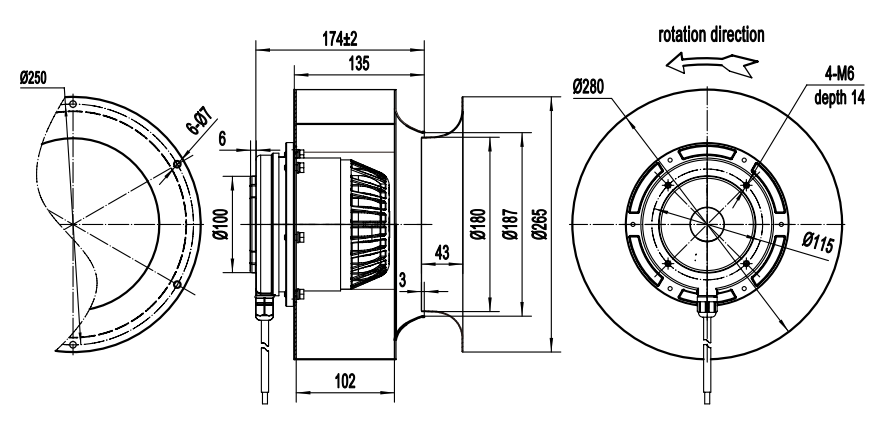 Ø250
6-Ø7
174±2
135
6
Ø100
102
3
43
Ø180
Ø187
Ø265
rotation direction
Ø280
4-M6
depth 14
Ø115